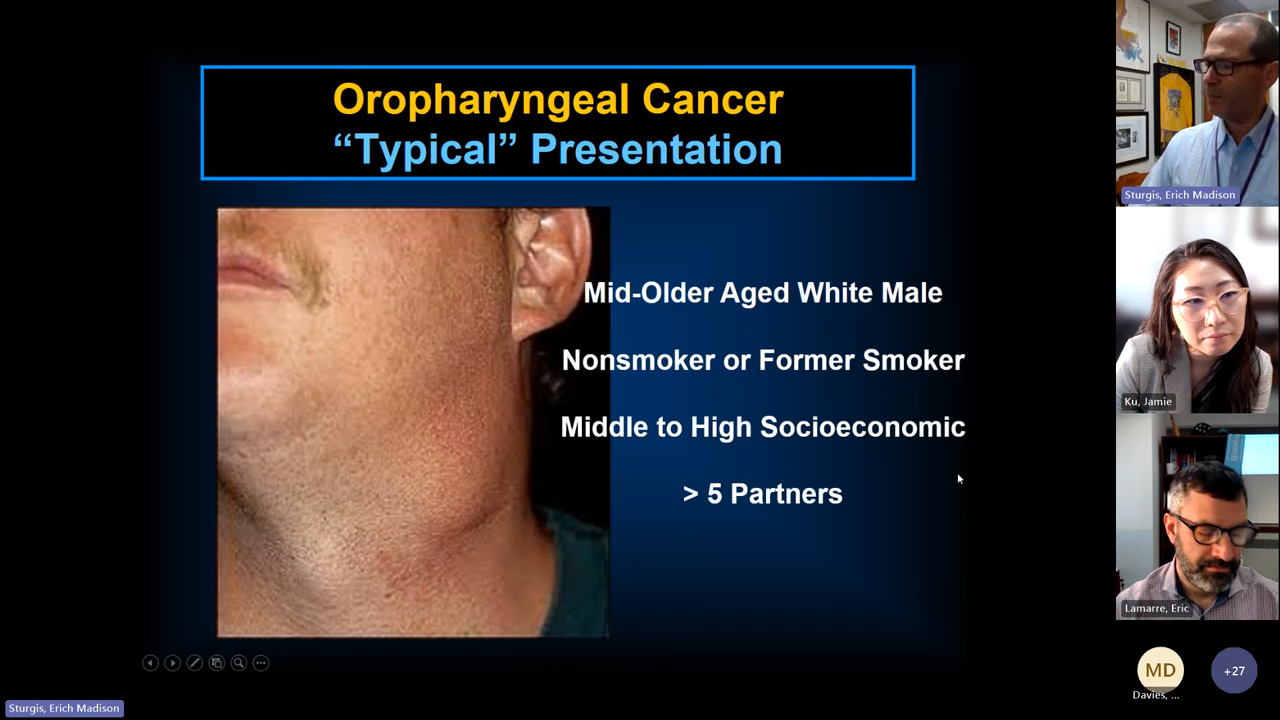 Oropharyngeal Cancer
“Typical” Presentation
Mid-Older Aged White Male
Nonsmoker or Former Smoker
Middle to High Socioeconomic
> 5 Partners
Sturgis, Erich Madison
Ku, Jamie
Lamarre, Eric
MD
Davies, ...
+27
Sturgis, Erich Madison